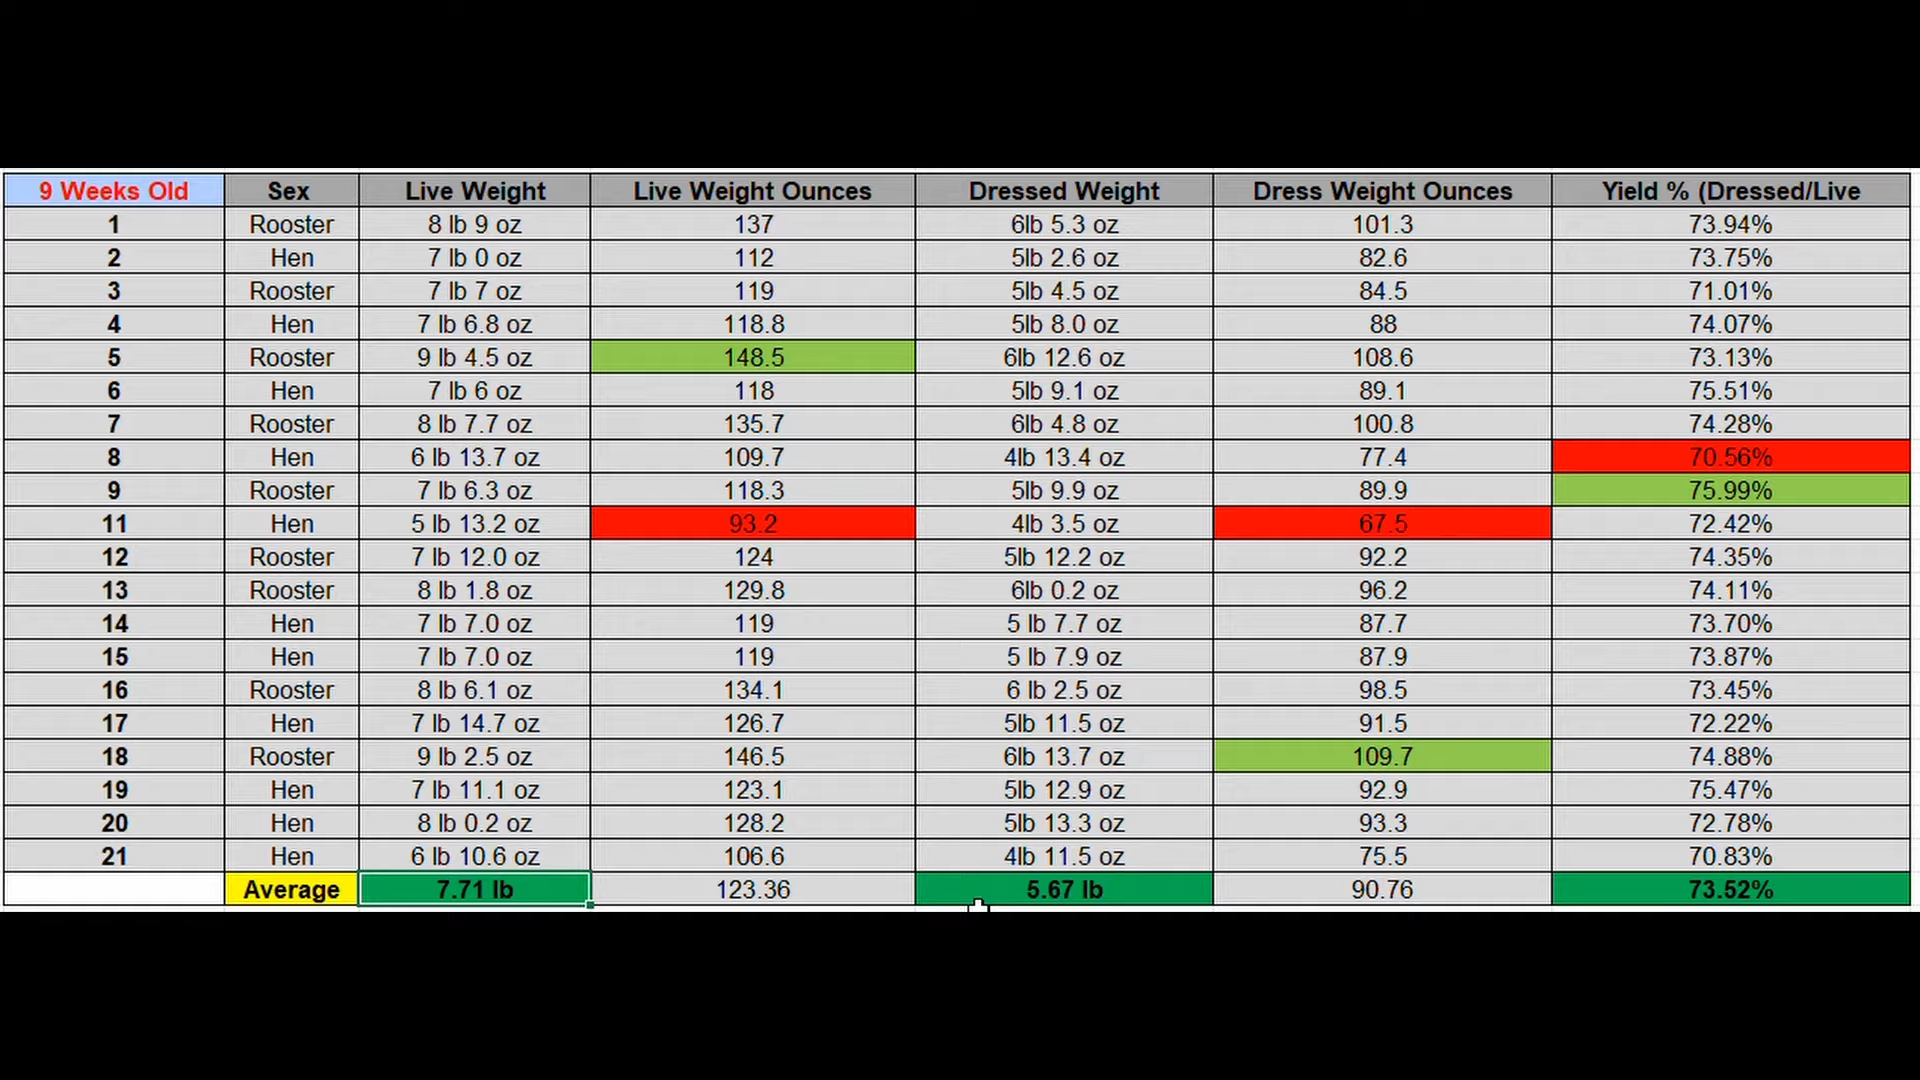 9 Weeks Old Sex Live Weight Live Weight Ounces Dressed Weight Dress Weight Ounces Yield % (Dressed/Live
1 Rooster 8 lb 9 oz 137 6lb 5.3 oz 101.3 73.94%
2 Hen 7 lb 0 oz 112 5lb 2.6 oz 82.6 73.75%
3 Rooster 7 lb 7 oz 119 5lb 4.5 oz 84.5 71.01%
4 Hen 7 lb 6.8 oz 118.8 5lb 8.0 oz 88 74.07%
5 Rooster 9 lb 4.5 oz 148.5 6lb 12.6 oz 108.6 73.13%
6 Hen 7 lb 6 oz 118 5lb 9.1 oz 89.1 75.51%
7 Rooster 8 lb 7.7 oz 135.7 6lb 4.8 oz 100.8 74.28%
8 Hen 6 lb 13.7 oz 109.7 4lb 13.4 oz 77.4 70.56%
9 Rooster 7 lb 6.3 oz 118.3 5lb 9.9 oz 89.9 75.99%
11 Hen 5 lb 13.2 oz 93.2 4lb 3.5 oz 67.5 72.42%
12 Rooster 7 lb 12.0 oz 124 5lb 12.2 oz 92.2 74.35%
13 Rooster 8 lb 1.8 oz 129.8 6lb 0.2 oz 96.2 74.11%
14 Hen 7 lb 7.0 oz 119 5 lb 7.7 oz 87.7 73.70%
15 Hen 7 lb 7.0 oz 119 5 lb 7.9 oz 87.9 73.87%
16 Rooster 8 lb 6.1 oz 134.1 6 lb 2.5 oz 98.5 73.45%
17 Hen 7 lb 14.7 oz 126.7 5lb 11.5 oz 91.5 72.22%
18 Rooster 9 lb 2.5 oz 146.5 6lb 13.7 oz 109.7 74.88%
19 Hen 7 lb 11.1 oz 123.1 5lb 12.9 oz 92.9 75.47%
20 Hen 8 lb 0.2 oz 128.2 5lb 13.3 oz 93.3 72.78%
21 Hen 6 lb 10.6 oz 106.6 4lb 11.5 oz 75.5 70.83%
Average 7.71 lb 123.36 5.67 lb 90.76 73.52%